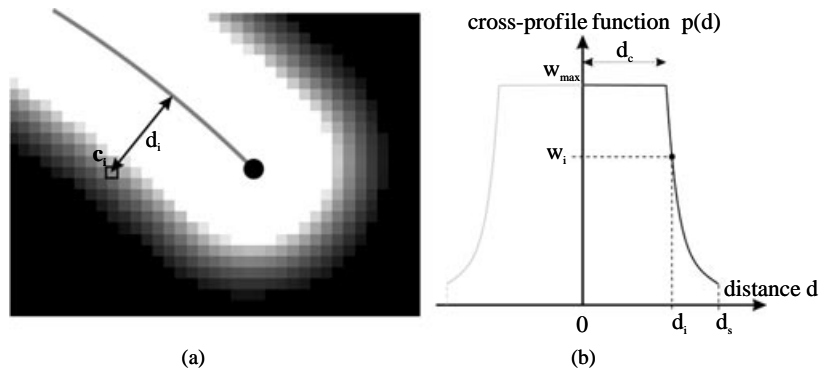 cross-profile function p(d)
d_c
w_max
c_i
d_i
w_i
distance d
0
d_i
d_s
(a)
(b)